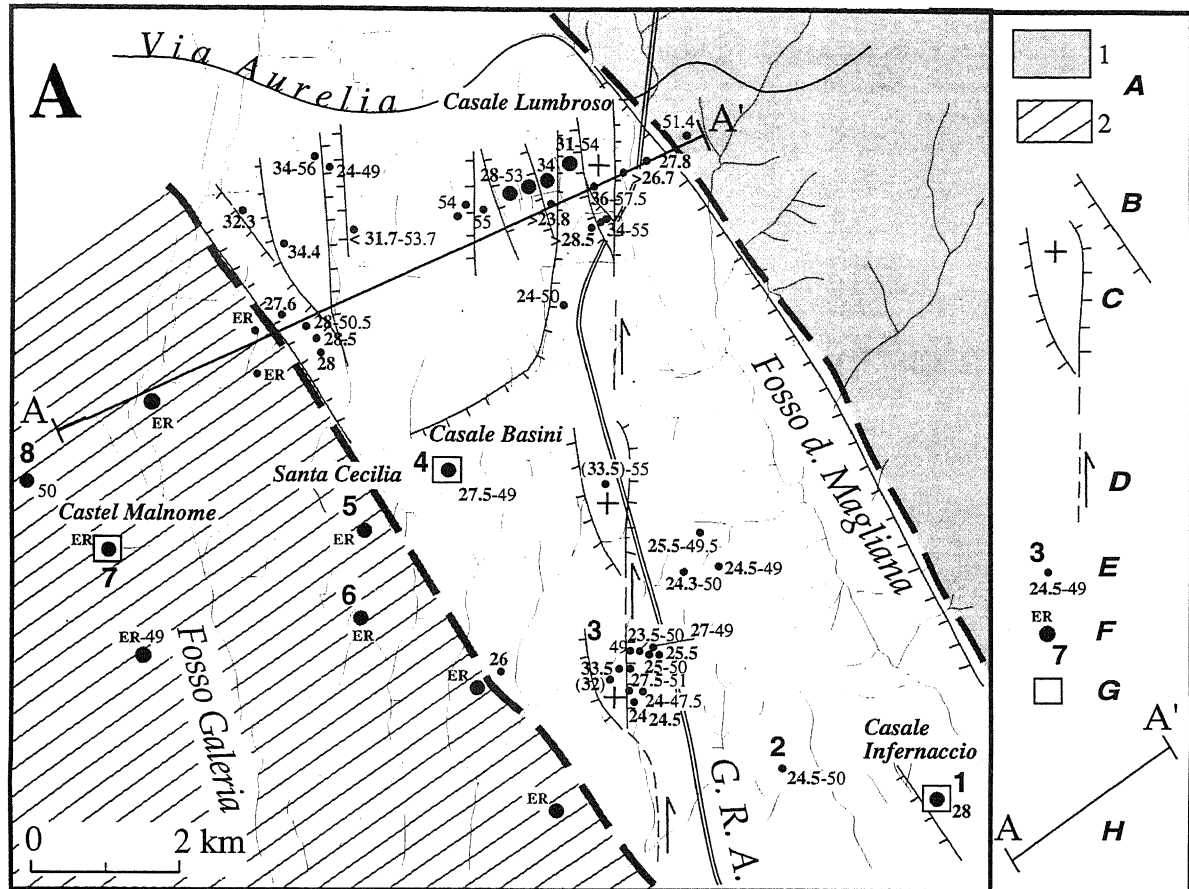 A
Via Aurelia
Casale Lumbroso
51.4
A'
31-54
34-56
24-49
28-53
34
27.8
>26.7
36-57.5
54
55
>23.8
34-55
>28.5
32.3
34.4
< 31.7-53.7
24-50
27.6
ER
28-50.5
28.5
28
ER
A
ER
Casale Basini
8
50
Santa Cecilia
4
27.5-49
(33.5)-55
Castel Malnome
ER
7
5
ER
25.5-49.5
24.3-50
24.5-49
Fosso d. Magliana
6
ER
ER-49
Fosso Galeria
3
49
23.5-50
27-49
25.5
33.5
25-50
(32)
27.5-51
24-47.5
24
24.5
26
ER
ER
2
24.5-50
Casale
Infernaccio
1
28
G. R. A.
0
2 km
1
2
A
B
C
D
3
24.5-49
E
ER
7
F
G
A'
A
H